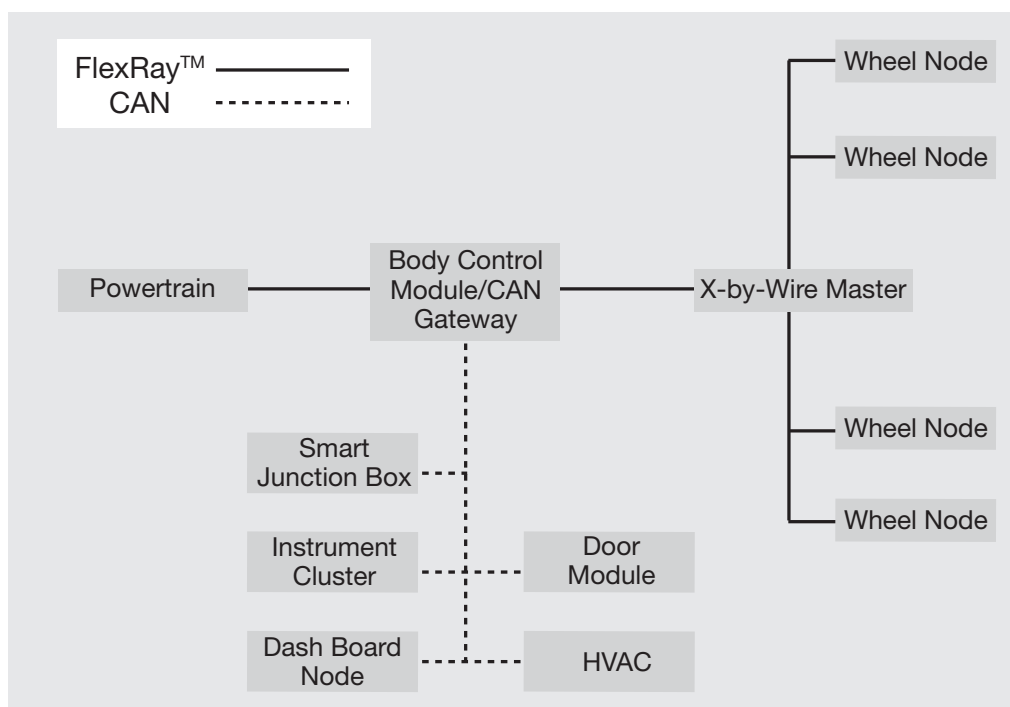 FlexRay™
CAN
Wheel Node
Wheel Node
Powertrain
Body Control
Module/CAN
Gateway
X-by-Wire Master
Wheel Node
Wheel Node
Smart
Junction Box
Instrument
Cluster
Door
Module
Dash Board
Node
HVAC